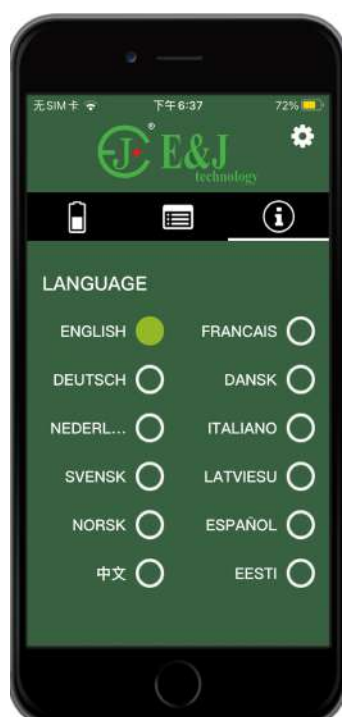 无SIM卡 下午6:37 72%
EJ ® E&J
technology
LANGUAGE
ENGLISH FRANCAIS
DEUTSCH DANSK
NEDERL... ITALIANO
SVENSK LATVIESU
NORSK ESPAÑOL
中文 EESTI